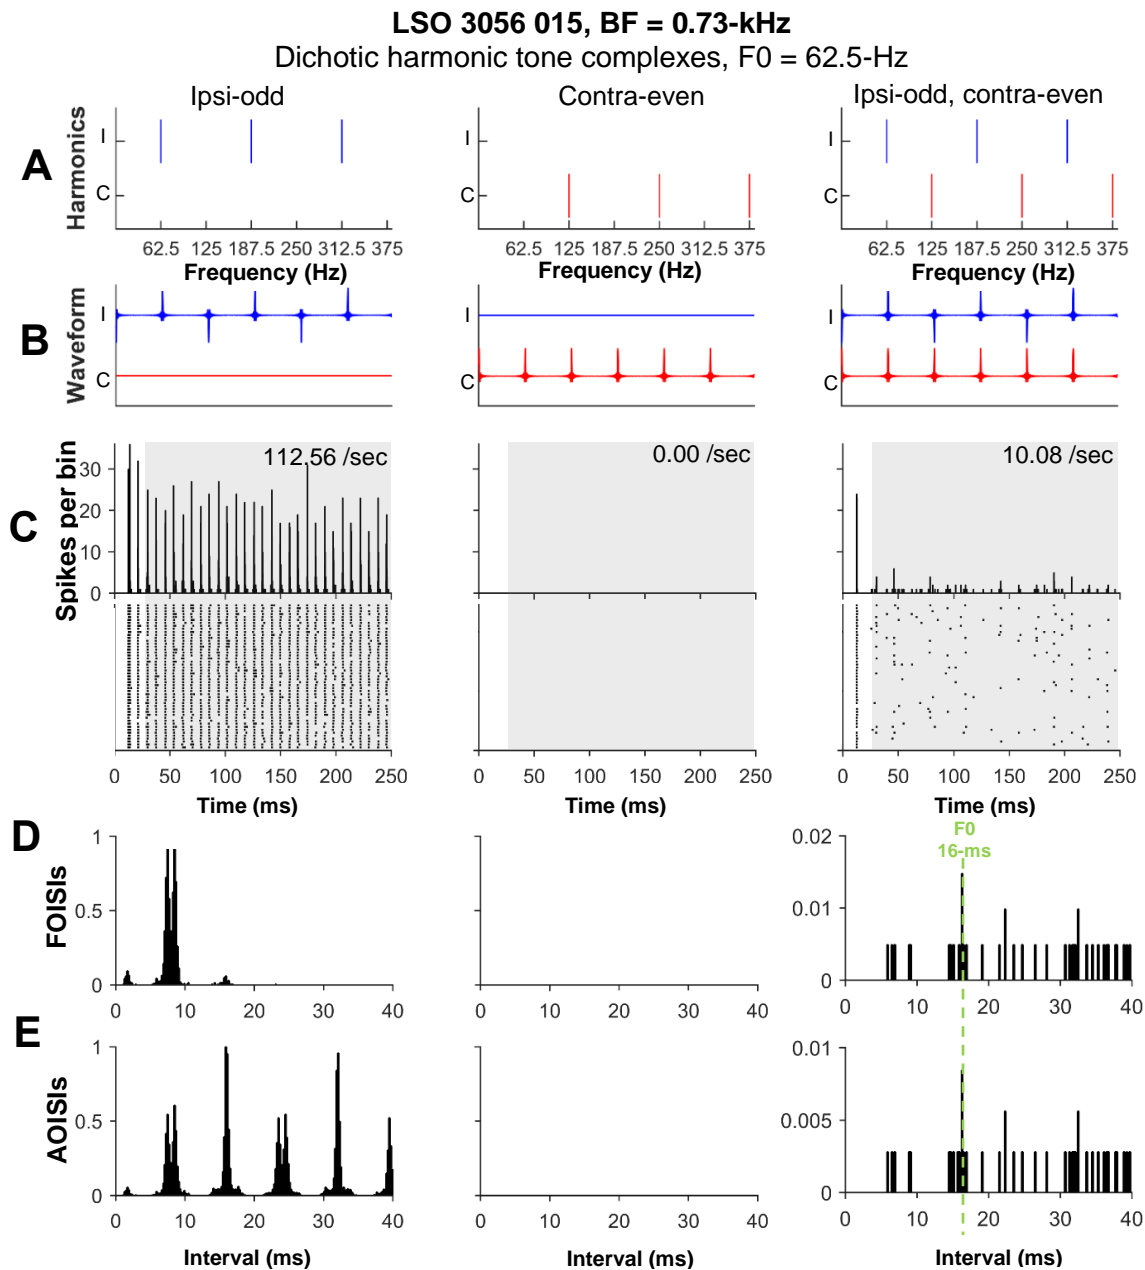 LSO 3056 015, BF = 0.73-kHz
Dichotic harmonic tone complexes, F0 = 62.5-Hz
Ipsi-odd
Contra-even
Ipsi-odd, contra-even
A
Harmonics
I
C
62.5 125 187.5 250 312.5 375
Frequency (Hz)
I
C
62.5 125 187.5 250 312.5 375
Frequency (Hz)
I
C
62.5 125 187.5 250 312.5 375
Frequency (Hz)
B
Waveform
I
C
I
C
I
C
C
Spikes per bin
30
20
10
0
112.56 /sec
0.00 /sec
10.08 /sec
0 50 100 150 200 250
Time (ms)
0 50 100 150 200 250
Time (ms)
0 50 100 150 200 250
Time (ms)
D
FOISIs
1
0.5
0
0 10 20 30 40
0 10 20 30 40
F0
16-ms
0.02
0.01
0
0 10 20 30 40
E
AOISIs
1
0.5
0
0 10 20 30 40
Interval (ms)
0 10 20 30 40
Interval (ms)
0.01
0.005
0
0 10 20 30 40
Interval (ms)